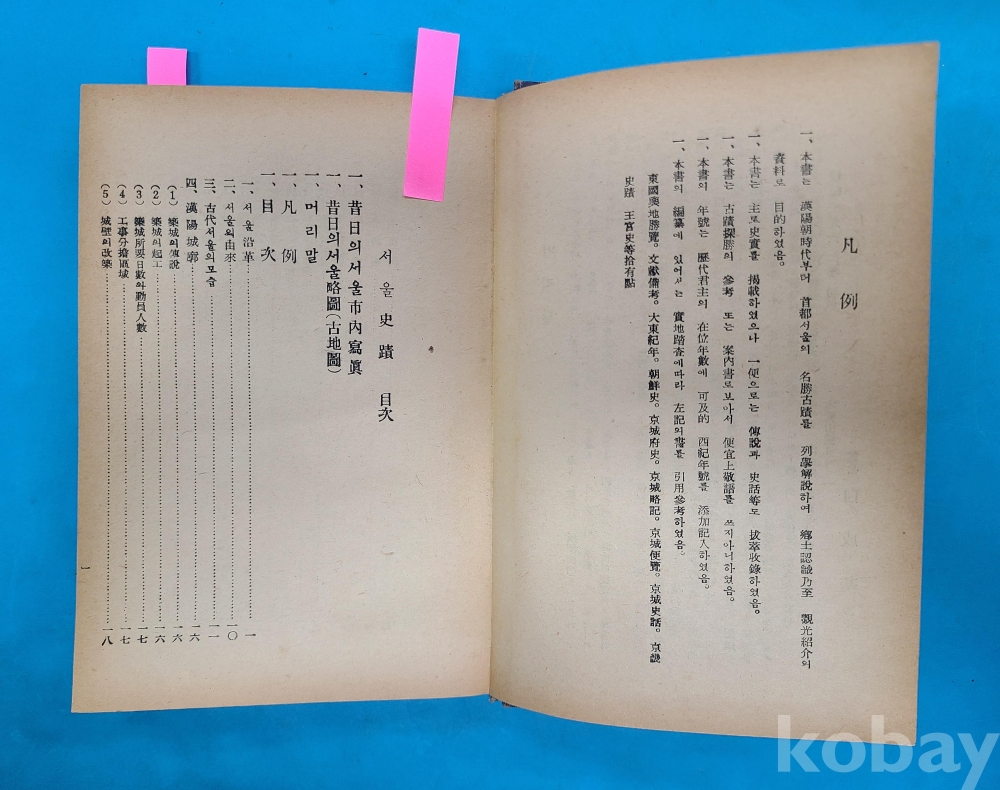 凡例
一、本書는 漢陽朝時代부터 首都서울의 名勝古蹟를 列擧解說하여 鄕土認識乃至 觀光紹介의
資料로 目的하였음。
一、本書는 主로史實를 揭載하였으나 一便으로는 傳說과 史話等도 拔萃收錄하였음。
一、本書는 古蹟探勝의 參考 또는 案內書로보아서 便宜上敬語를 쓰지아니하였음。
一、本書의 年號는 歷代君主의 在位年數에 可及的 西紀年號를 添加記入하였음。
一、本書의 編纂에 있어서는 實地踏査에따라 左記의書를 引用參考하였음。
東國輿地勝覽。文獻備考。大東紀年。朝鮮史。京城府史。京城略記。京城便覽。京城史話。京畿
史蹟 王宮史等拾有點
서울史蹟 目次
一、昔日의서울市內寫眞
一、昔日의서울略圖(古地圖)
一、머리말
一、凡例
一、目次
一、서울沿革…一
二、서울의由來…一〇
三、古代서울의모습…一一
四、漢陽城廓…一六
(1) 築城의傳說…一六
(2) 築城의起工…一六
(3) 築城所要日數와動員人數…一七
(4) 工事分擔區域…一七
(5) 城壁의改築…一八
一
kobay